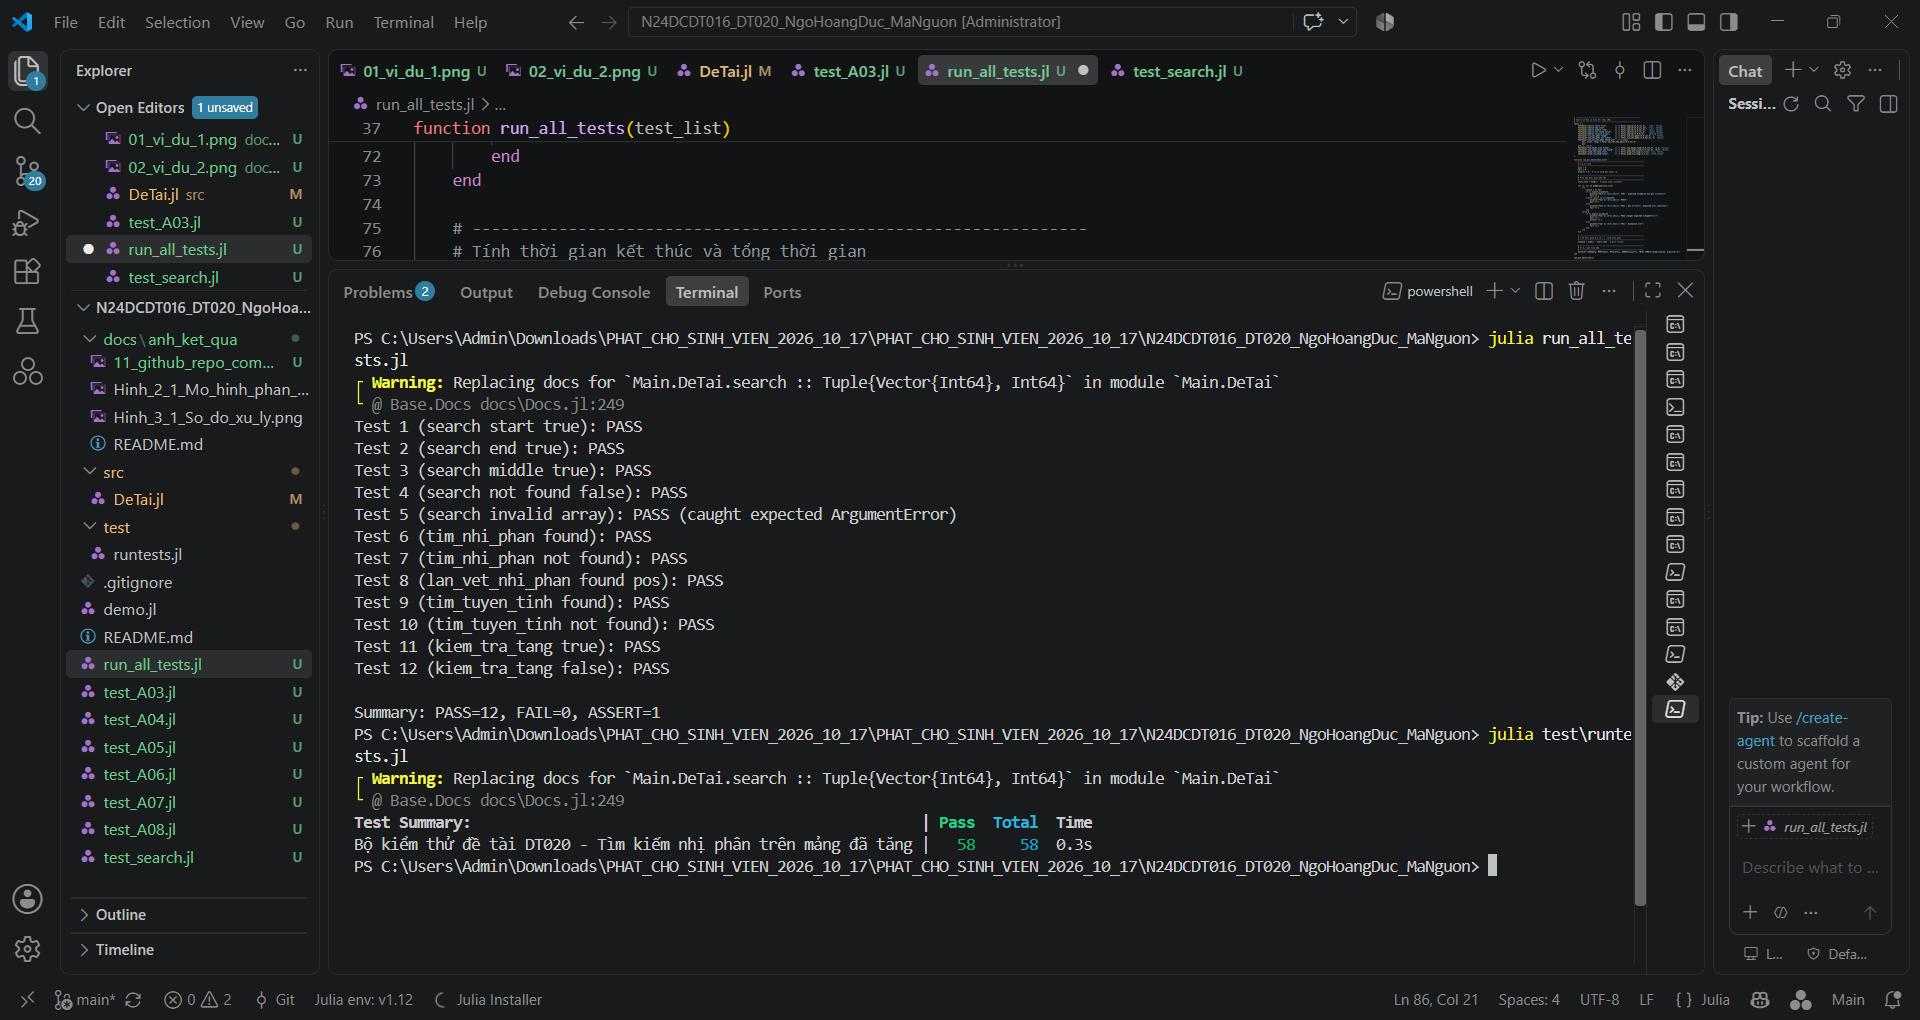 File Edit Selection View Go Run Terminal Help
N24DCDT016_DT020_NgoHoangDuc_MaNguon [Administrator]
Explorer
Open Editors 1 unsaved
01_vi_du_1.png doc... U
02_vi_du_2.png doc... U
DeTai.jl src M
test_A03.jl U
run_all_tests.jl U
test_search.jl U
N24DCDT016_DT020_NgoHoa...
docs\anh_ket_qua
11_github_repo_com... U
Hinh_2_1_Mo_hinh_phan_...
Hinh_3_1_So_do_xu_ly.png
README.md
src
DeTai.jl M
test
runtests.jl
.gitignore
demo.jl
README.md
run_all_tests.jl U
test_A03.jl U
test_A04.jl U
test_A05.jl U
test_A06.jl U
test_A07.jl U
test_A08.jl U
test_search.jl U
Outline
Timeline
1
20
01_vi_du_1.png U 02_vi_du_2.png U DeTai.jl M test_A03.jl U run_all_tests.jl U test_search.jl U
run_all_tests.jl > ...
37 function run_all_tests(test_list)
72 end
73 end
74
75 # -------------------------------------------------------------
76 # Tính thời gian kết thúc và tổng thời gian
Problems 2 Output Debug Console Terminal Ports
powershell
PS C:\Users\Admin\Downloads\PHAT_CHO_SINH_VIEN_2026_10_17\PHAT_CHO_SINH_VIEN_2026_10_17\N24DCDT016_DT020_NgoHoangDuc_MaNguon> julia run_all_te
sts.jl
Warning: Replacing docs for `Main.DeTai.search :: Tuple{Vector{Int64}, Int64}` in module `Main.DeTai`
@ Base.Docs docs\Docs.jl:249
Test 1 (search start true): PASS
Test 2 (search end true): PASS
Test 3 (search middle true): PASS
Test 4 (search not found false): PASS
Test 5 (search invalid array): PASS (caught expected ArgumentError)
Test 6 (tim_nhi_phan found): PASS
Test 7 (tim_nhi_phan not found): PASS
Test 8 (lan_vet_nhi_phan found pos): PASS
Test 9 (tim_tuyen_tinh found): PASS
Test 10 (tim_tuyen_tinh not found): PASS
Test 11 (kiem_tra_tang true): PASS
Test 12 (kiem_tra_tang false): PASS
Summary: PASS=12, FAIL=0, ASSERT=1
PS C:\Users\Admin\Downloads\PHAT_CHO_SINH_VIEN_2026_10_17\PHAT_CHO_SINH_VIEN_2026_10_17\N24DCDT016_DT020_NgoHoangDuc_MaNguon> julia test\runte
sts.jl
Warning: Replacing docs for `Main.DeTai.search :: Tuple{Vector{Int64}, Int64}` in module `Main.DeTai`
@ Base.Docs docs\Docs.jl:249
Test Summary: | Pass Total Time
Bộ kiểm thử đề tài DT020 - Tìm kiếm nhị phân trên mảng đã tăng | 58 58 0.3s
PS C:\Users\Admin\Downloads\PHAT_CHO_SINH_VIEN_2026_10_17\PHAT_CHO_SINH_VIEN_2026_10_17\N24DCDT016_DT020_NgoHoangDuc_MaNguon>
Chat
Sessi...
Tip: Use /create-
agent to scaffold a
custom agent for
your workflow.
run_all_tests.jl
Describe what to ...
L... Defa...
main* 0 2 Git Julia env: v1.12 Julia Installer
Ln 86, Col 21 Spaces: 4 UTF-8 LF { } Julia Main